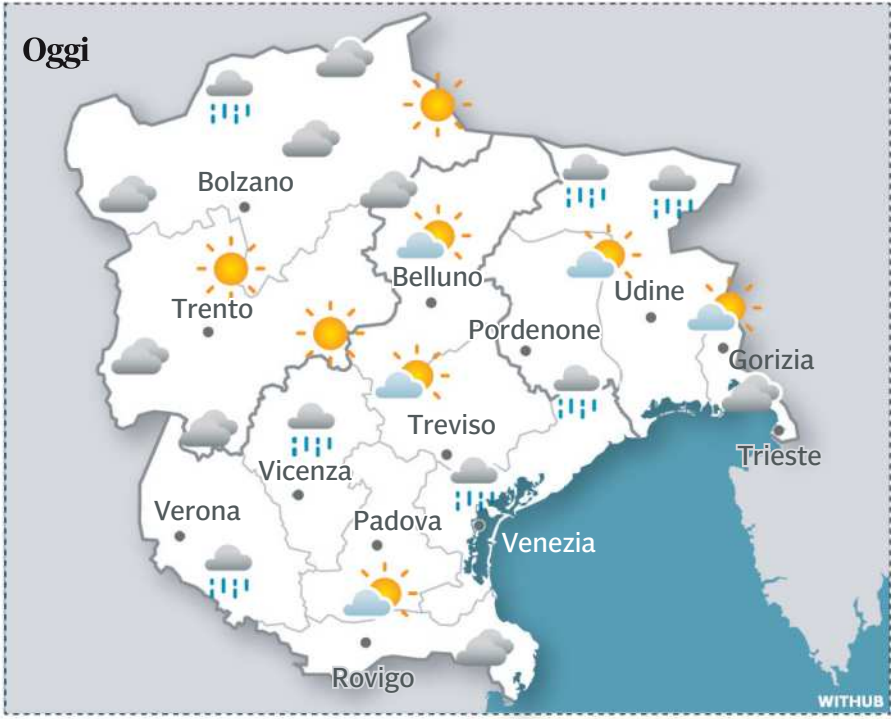 Oggi
Bolzano
Belluno
Udine
Trento
Pordenone
Gorizia
Treviso
Trieste
Vicenza
Verona
Padova
Venezia
Rovigo
WITHUB